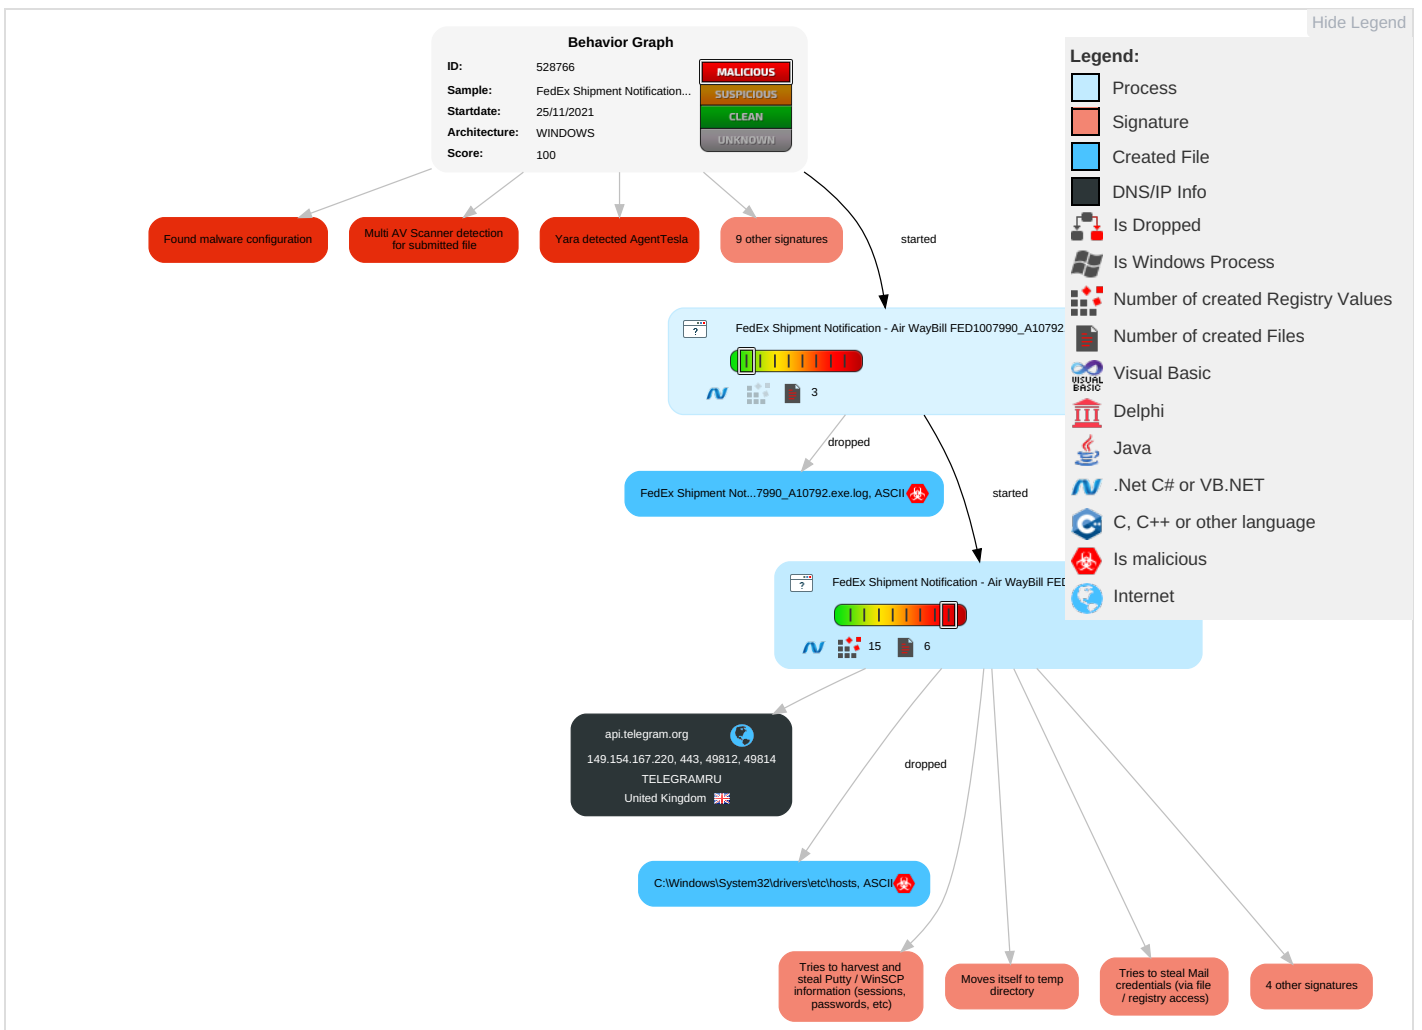 Hide Legend
Behavior Graph
ID: 528766
Sample: FedEx Shipment Notification...
Startdate: 25/11/2021
Architecture: WINDOWS
Score: 100
MALICIOUS
SUSPICIOUS
CLEAN
UNKNOWN
Legend:
Process
Signature
Created File
DNS/IP Info
Is Dropped
Is Windows Process
Number of created Registry Values
Number of created Files
VISUAL
BASIC
Visual Basic
Delphi
Java
.Net C# or VB.NET
C, C++ or other language
Is malicious
Internet
Found malware configuration
Multi AV Scanner detection
for submitted file
Yara detected AgentTesla
9 other signatures
started
FedEx Shipment Notification - Air WayBill FED1007990_A10792
3
dropped
FedEx Shipment Not...7990_A10792.exe.log, ASCII
started
FedEx Shipment Notification - Air WayBill FED
15 6
api.telegram.org
149.154.167.220, 443, 49812, 49814
TELEGRAMRU
United Kingdom
dropped
C:\Windows\System32\drivers\etc\hosts, ASCII
Tries to harvest and
steal Putty / WinSCP
information (sessions,
passwords, etc)
Moves itself to temp
directory
Tries to steal Mail
credentials (via file
/ registry access)
4 other signatures